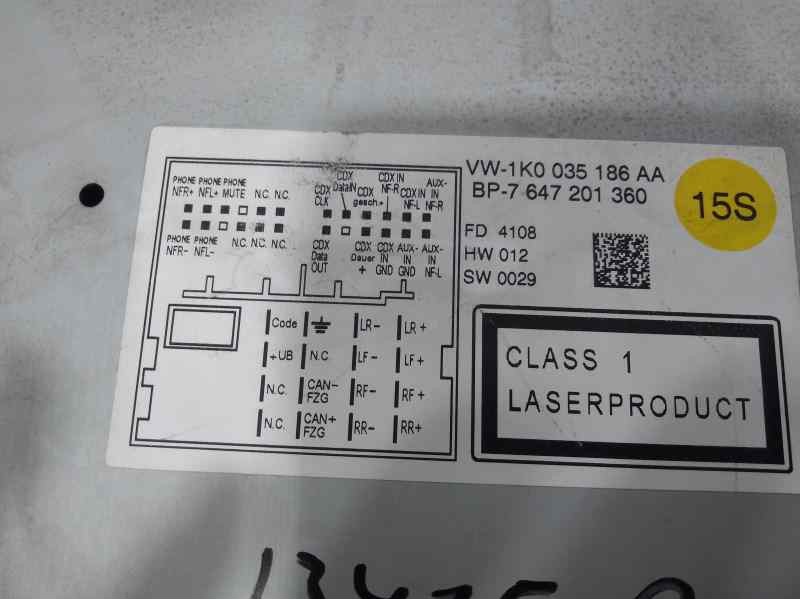 VW-1K0 035 186 AA
BP-7 647 201 360
15S
FD 4108
HW 012
SW 0029
PHONE PHONE PHONE
NFR+ NFL+ MUTE N.C. N.C.
PHONE PHONE
NFR- NFL- N.C. N.C. N.C.
CDX CLK
CDX DataIN
CDX gesch.+
CDX IN NF-R
CDX IN NF-L
AUX-IN NF-R
CDX Data OUT
CDX Dauer +
CDX IN GND
AUX-IN GND
AUX-IN NF-L
Code LR- LR+
+UB N.C. LF- LF+
N.C. CAN-FZG RF- RF+
N.C. CAN+FZG RR- RR+
CLASS 1
LASERPRODUCT